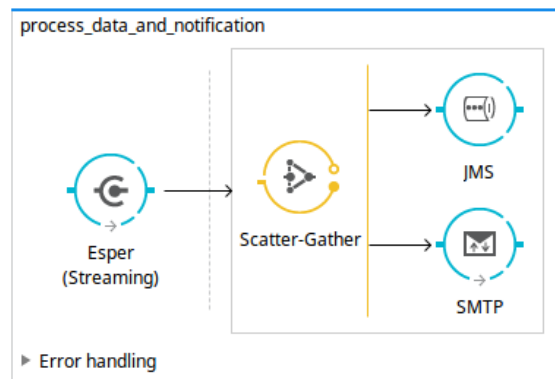 process_data_and_notification
JMS
Scatter-Gather
Esper
(Streaming)
SMTP
Error handling